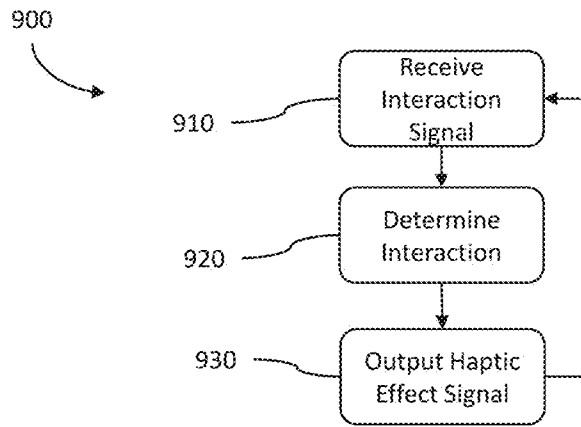 900
Receive
Interaction
Signal
910
Determine
Interaction
920
Output Haptic
Effect Signal
930